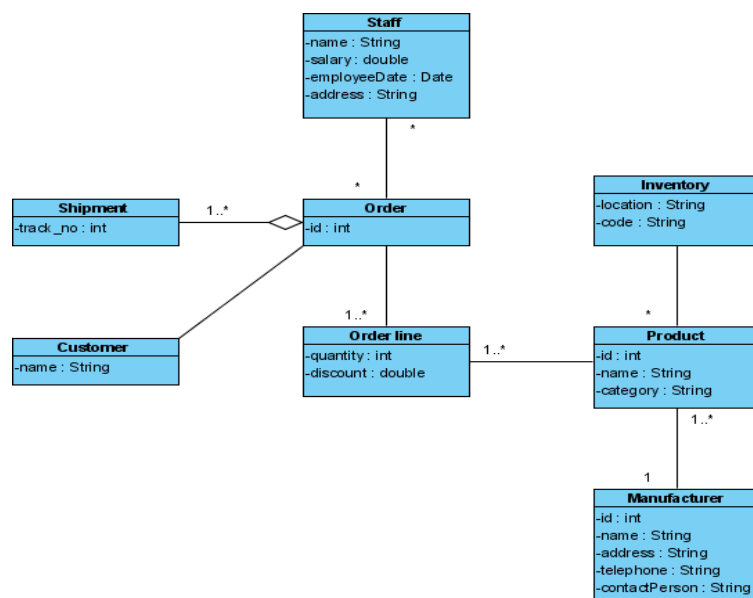 Staff
-name : String
-salary : double
-employeeDate : Date
-address : String
*
*
Shipment
-track_no : int
1..*
Order
-id : int
Inventory
-location : String
-code : String
1..*
*
Customer
-name : String
Order line
-quantity : int
-discount : double
1..*
Product
-id : int
-name : String
-category : String
1..*
1
Manufacturer
-id : int
-name : String
-address : String
-telephone : String
-contactPerson : String